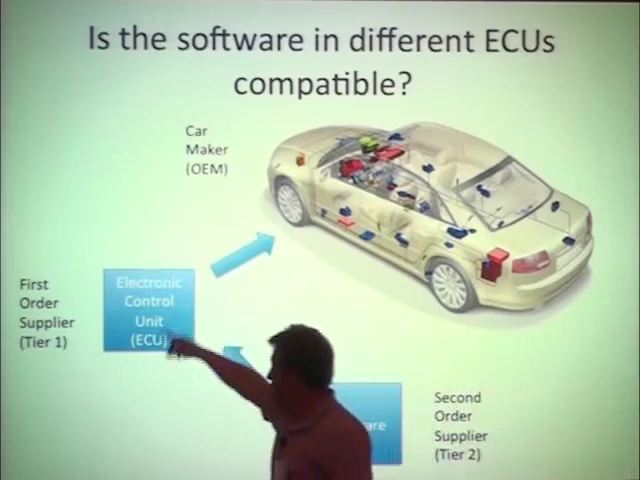 Is the software in different ECUs
compatible?
Car
Maker
(OEM)
First
Order
Supplier
(Tier 1)
Electronic
Control
Unit
(ECU)
Second
Order
Supplier
(Tier 2)